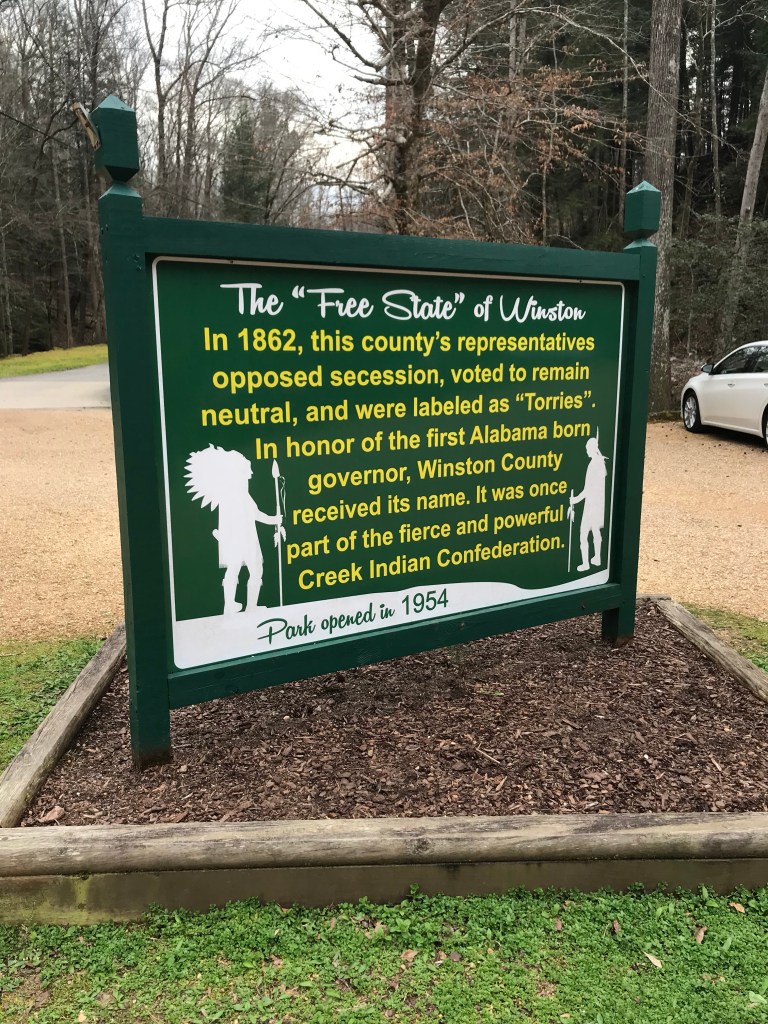 The "Free State" of Winston
In 1862, this county's representatives
opposed secession, voted to remain
neutral, and were labeled as "Torries".
In honor of the first Alabama born
governor, Winston County
received its name. It was once
part of the fierce and powerful
Creek Indian Confederation.
Park opened in 1954